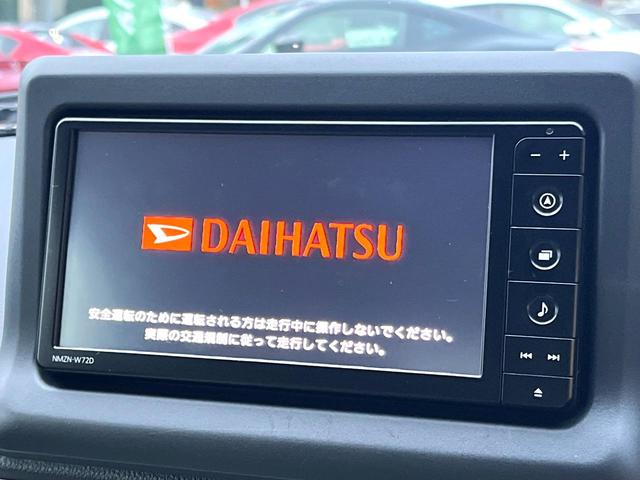 DAIHATSU
安全運転のために運転される方は走行中に操作しないでください。
実際の交通規制に従って走行してください。
NMZN-W72D